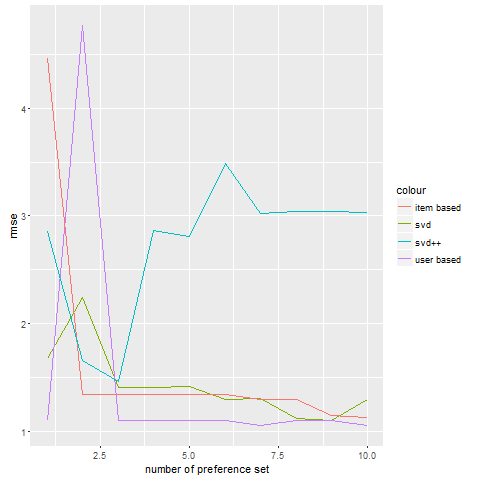 4
3
2
1
rmse
2.5 5.0 7.5 10.0
number of preference set
colour
item based
svd
svd++
user based